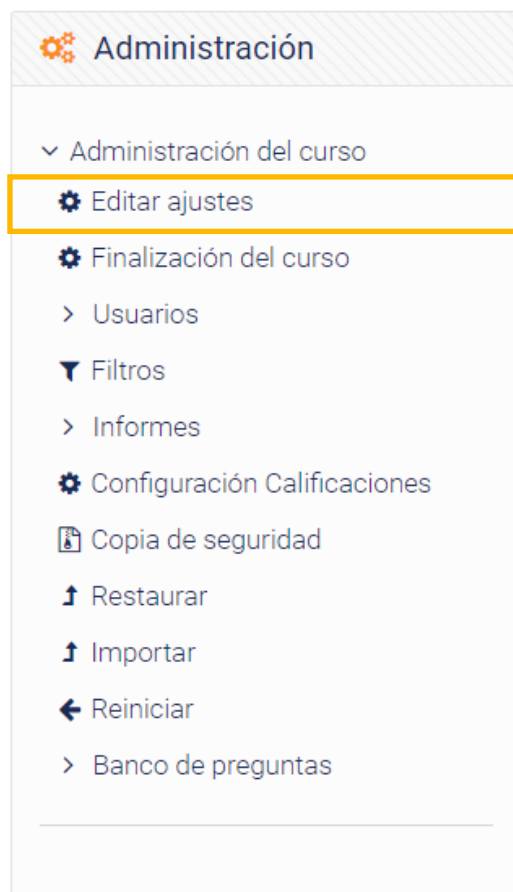 Administración
Administración del curso
Editar ajustes
Finalización del curso
Usuarios
Filtros
Informes
Configuración Calificaciones
Copia de seguridad
Restaurar
Importar
Reiniciar
Banco de preguntas